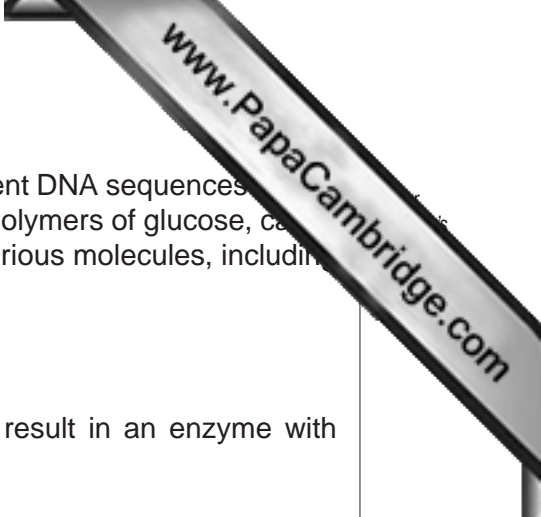 www.PapaCambridge.com
ent DNA sequences
olymers of glucose, ca
rious molecules, includin
result in an enzyme with